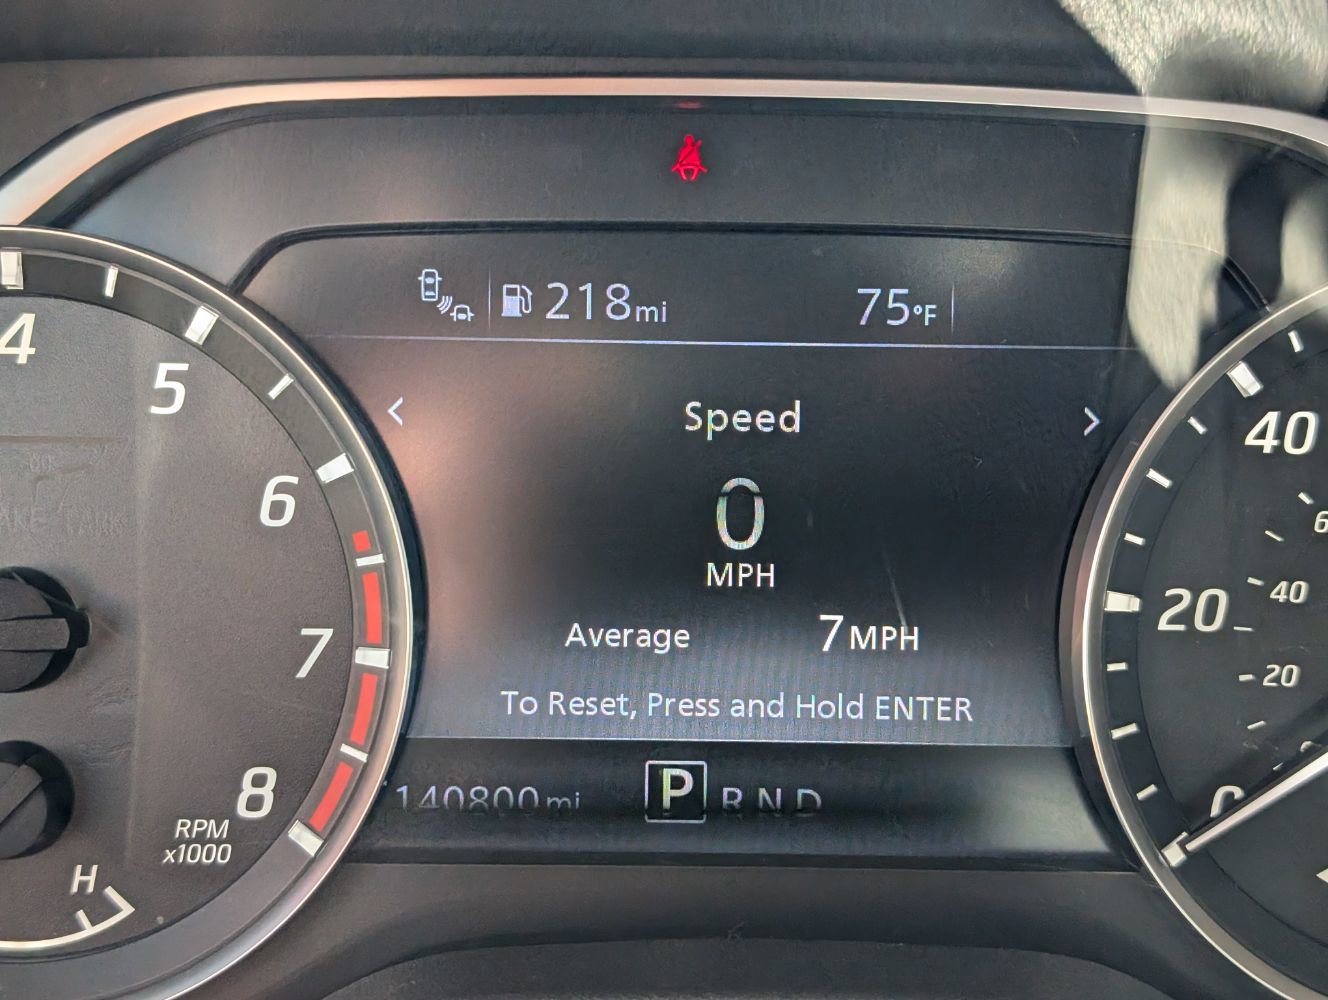 218mi
75°F
< Speed >
0
MPH
Average 7MPH
To Reset, Press and Hold ENTER
140800mi P R N D
4
5
6
7
8
RPM
x1000
H
40
20
0
40
20